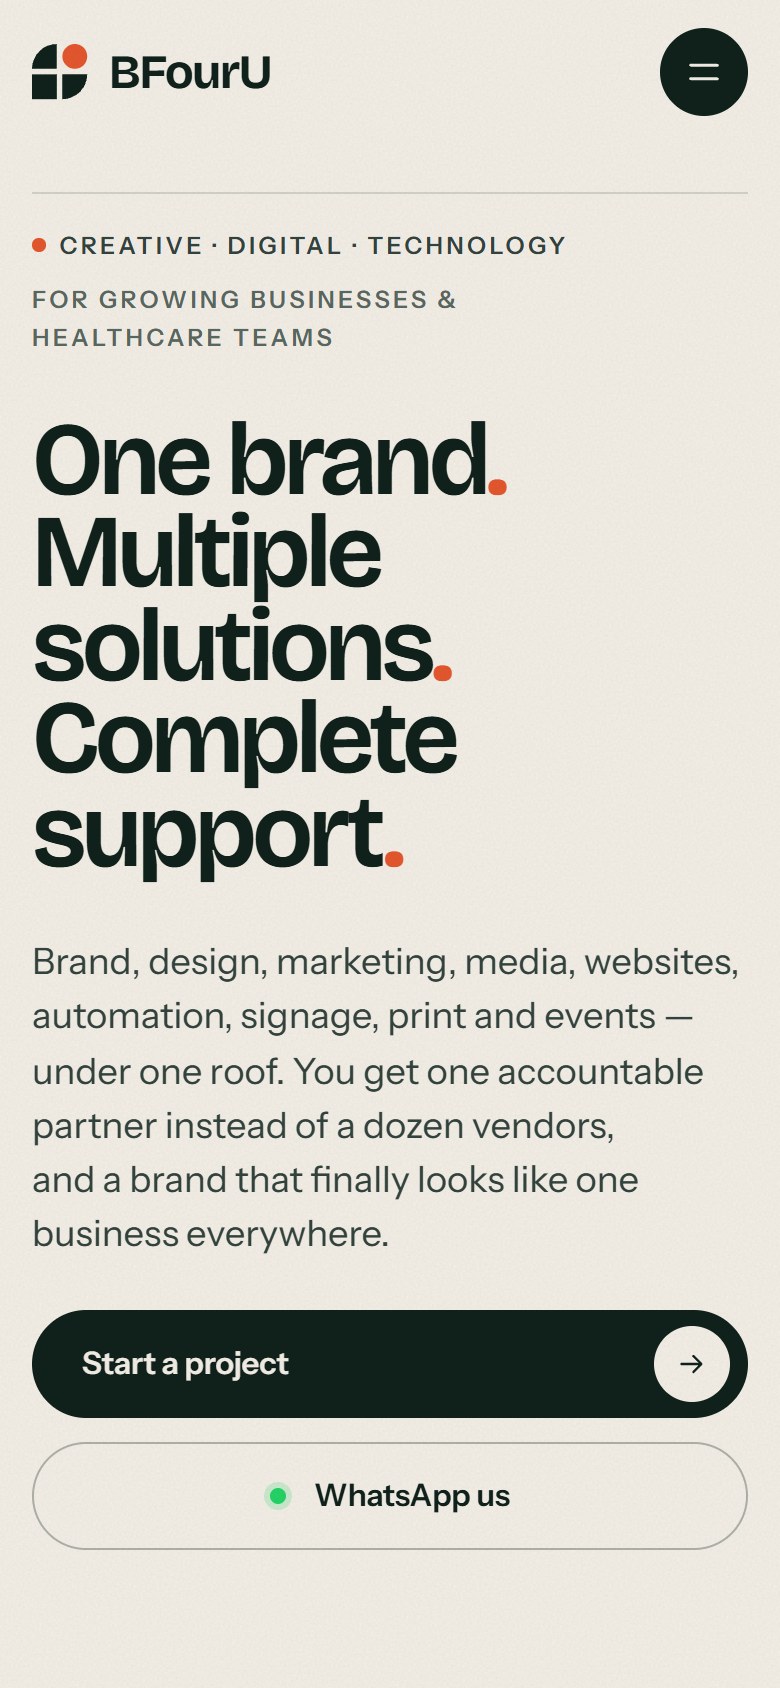 BFourU
CREATIVE · DIGITAL · TECHNOLOGY
FOR GROWING BUSINESSES &
HEALTHCARE TEAMS
One brand.
Multiple
solutions.
Complete
support.
Brand, design, marketing, media, websites,
automation, signage, print and events —
under one roof. You get one accountable
partner instead of a dozen vendors,
and a brand that finally looks like one
business everywhere.
Start a project
WhatsApp us